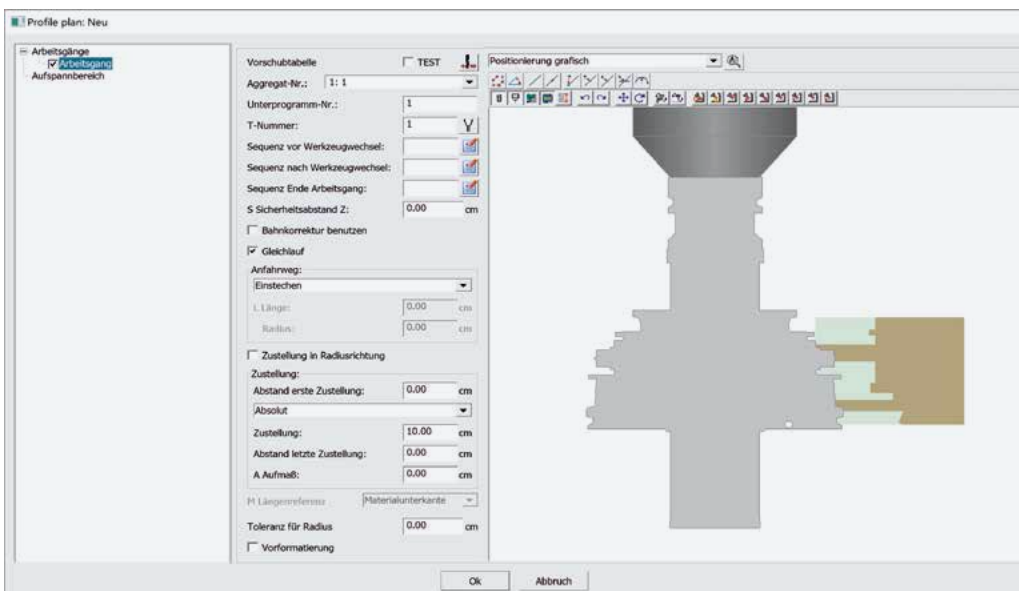 Profile plan: Neu
Arbeitsgänge
Arbeitsgang
Aufspannbereich
Vorschubtabelle
TEST
Positionierung grafisch
Aggregat-Nr.: 1: 1
Unterprogramm-Nr.: 1
T-Nummer: 1
Sequenz vor Werkzeugwechsel:
Sequenz nach Werkzeugwechsel:
Sequenz Ende Arbeitsgang:
S Sicherheitsabstand Z: 0.00 cm
Bahnkorrektur benutzen
Gleichlauf
Anfahrweg:
Einstechen
L Länge: 0.00 cm
Radius: 0.00 cm
Zustellung in Radiusrichtung
Zustellung:
Abstand erste Zustellung: 0.00 cm
Absolut
Zustellung: 10.00 cm
Abstand letzte Zustellung: 0.00 cm
A Aufmaß: 0.00 cm
M Längenreferenz Materialunterkante
Toleranz für Radius 0.00 cm
Vorformatierung
Ok Abbruch